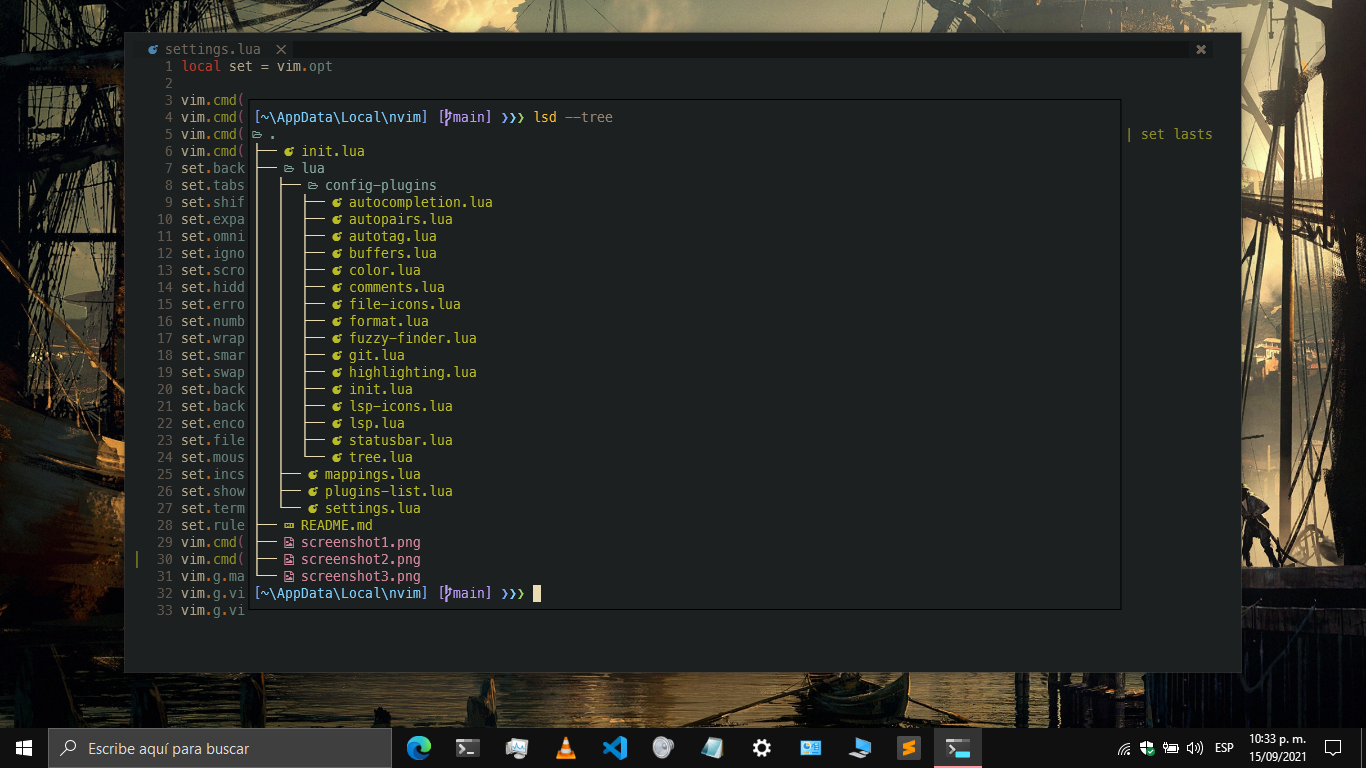 settings.lua
1 local set = vim.opt
2
3 vim.cmd(
4 vim.cmd(
5 vim.cmd( | set lasts
6 vim.cmd(
7 set.back
8 set.tabs
9 set.shif
10 set.expa
11 set.omni
12 set.igno
13 set.scro
14 set.hidd
15 set.erro
16 set.numb
17 set.wrap
18 set.smar
19 set.swap
20 set.back
21 set.back
22 set.enco
23 set.file
24 set.mous
25 set.incs
26 set.show
27 set.term
28 set.rule
29 vim.cmd(
30 vim.cmd(
31 vim.g.ma
32 vim.g.vi
33 vim.g.vi
[~\AppData\Local\nvim] [main] ❯❯❯ lsd --tree
.
├── init.lua
├── lua
│  ├── config-plugins
│  │  ├── autocompletion.lua
│  │  ├── autopairs.lua
│  │  ├── autotag.lua
│  │  ├── buffers.lua
│  │  ├── color.lua
│  │  ├── comments.lua
│  │  ├── file-icons.lua
│  │  ├── format.lua
│  │  ├── fuzzy-finder.lua
│  │  ├── git.lua
│  │  ├── highlighting.lua
│  │  ├── init.lua
│  │  ├── lsp-icons.lua
│  │  ├── lsp.lua
│  │  ├── statusbar.lua
│  │  └── tree.lua
│  ├── mappings.lua
│  ├── plugins-list.lua
│  └── settings.lua
├── README.md
├── screenshot1.png
├── screenshot2.png
└── screenshot3.png
[~\AppData\Local\nvim] [main] ❯❯❯
Escribe aquí para buscar
ESP
10:33 p. m.
15/09/2021